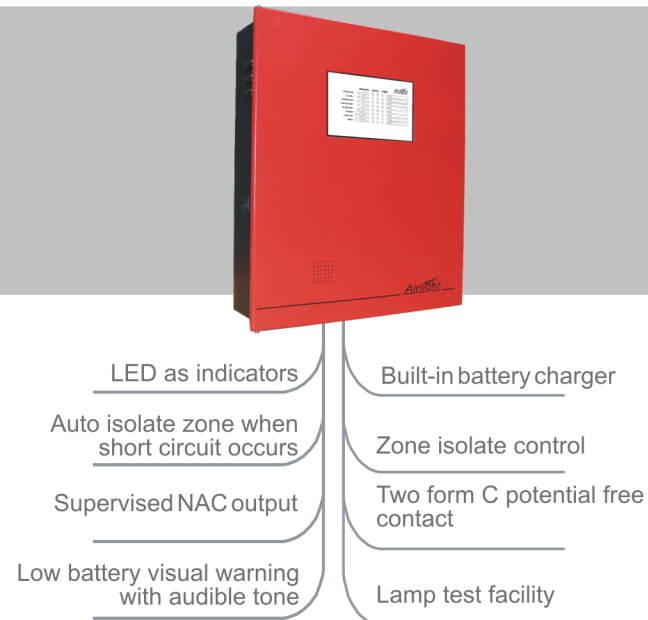 Airlight
LED as indicators
Built-in battery charger
Auto isolate zone when
short circuit occurs
Zone isolate control
Supervised NAC output
Two form C potential free
contact
Low battery visual warning
with audible tone
Lamp test facility